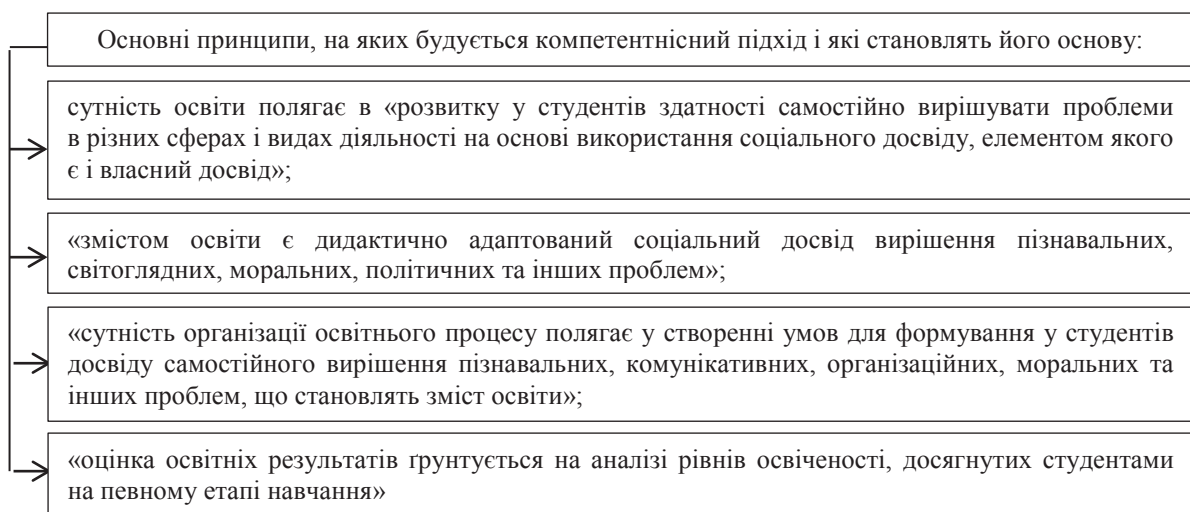 Основні принципи, на яких будується компетентнісний підхід і які становлять його основу:
сутність освіти полягає в «розвитку у студентів здатності самостійно вирішувати проблеми
в різних сферах і видах діяльності на основі використання соціального досвіду, елементом якого
є і власний досвід»;
«змістом освіти є дидактично адаптований соціальний досвід вирішення пізнавальних,
світоглядних, моральних, політичних та інших проблем»;
«сутність організації освітнього процесу полягає у створенні умов для формування у студентів
досвіду самостійного вирішення пізнавальних, комунікативних, організаційних, моральних та
інших проблем, що становлять зміст освіти»;
«оцінка освітніх результатів ґрунтується на аналізі рівнів освіченості, досягнутих студентами
на певному етапі навчання»